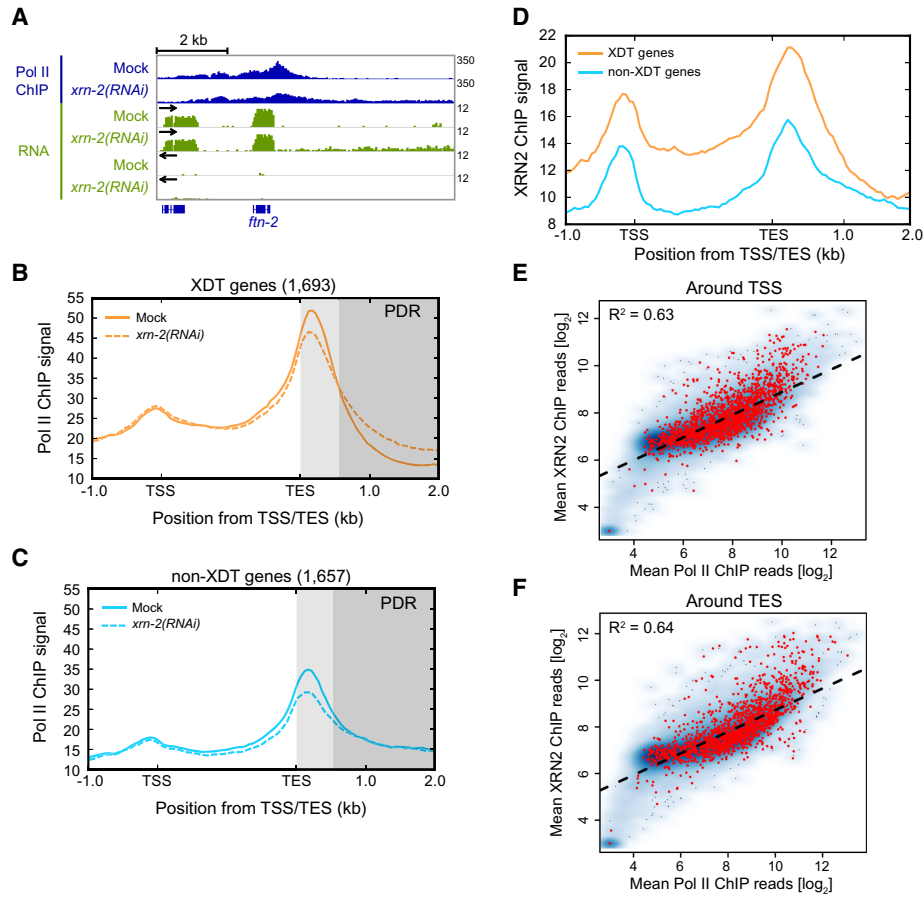 A
2 kb
Pol II
ChIP
Mock
xrn-2(RNAi)
350
350
RNA
Mock
xrn-2(RNAi)
Mock
xrn-2(RNAi)
12
12
12
12
ftn-2
B
XDT genes (1,693)
Mock
xrn-2(RNAi)
PDR
Pol II ChIP signal
55
50
45
40
35
30
25
20
15
10
-1.0 TSS TES 1.0 2.0
Position from TSS/TES (kb)
C
non-XDT genes (1,657)
Mock
xrn-2(RNAi)
PDR
Pol II ChIP signal
55
50
45
40
35
30
25
20
15
10
-1.0 TSS TES 1.0 2.0
Position from TSS/TES (kb)
D
XDT genes
non-XDT genes
XRN2 ChIP signal
22
20
18
16
14
12
10
8
-1.0 TSS TES 1.0 2.0
Position from TSS/TES (kb)
E
Around TSS
R² = 0.63
Mean XRN2 ChIP reads [log₂]
12
10
8
6
4
4 6 8 10 12
Mean Pol II ChIP reads [log₂]
F
Around TES
R² = 0.64
Mean XRN2 ChIP reads [log₂]
12
10
8
6
4
4 6 8 10 12
Mean Pol II ChIP reads [log₂]